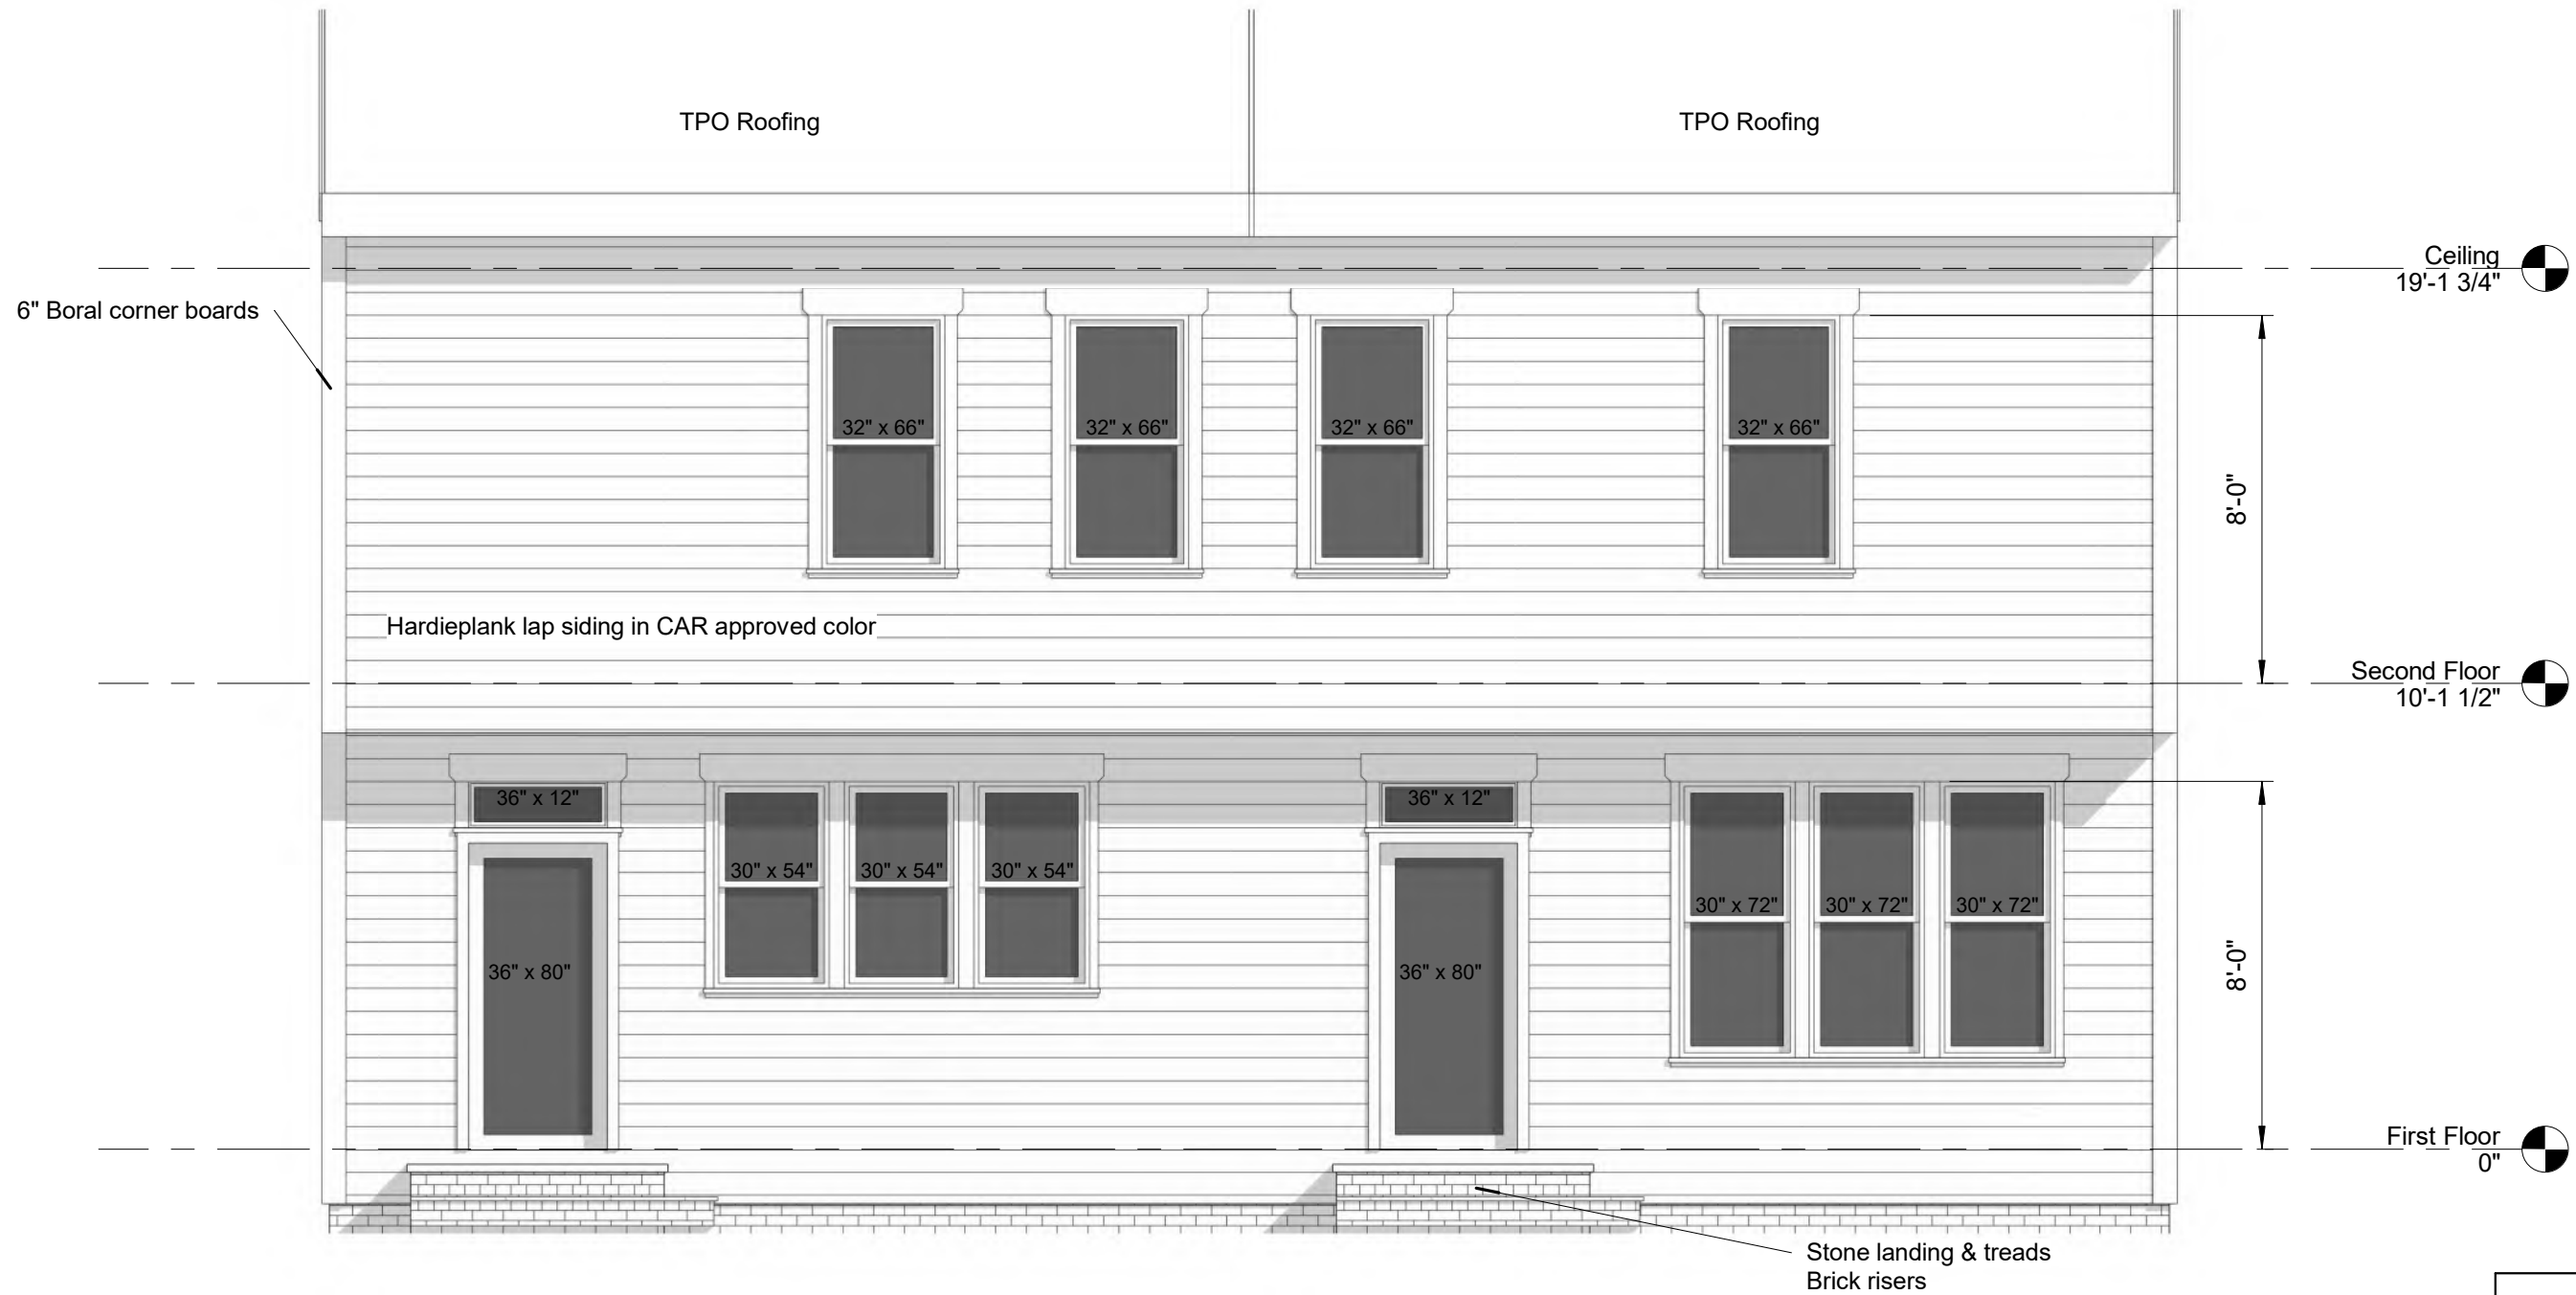 TPO Roofing
TPO Roofing
Ceiling
19'-1 3/4"
6" Boral corner boards
32" x 66"
32" x 66"
32" x 66"
32" x 66"
8'-0"
Hardieplank lap siding in CAR approved color
Second Floor
10'-1 1/2"
36" x 12"
36" x 12"
30" x 54"
30" x 54"
30" x 54"
30" x 72"
30" x 72"
30" x 72"
36" x 80"
36" x 80"
8'-0"
First Floor
0"
Stone landing & treads
Brick risers